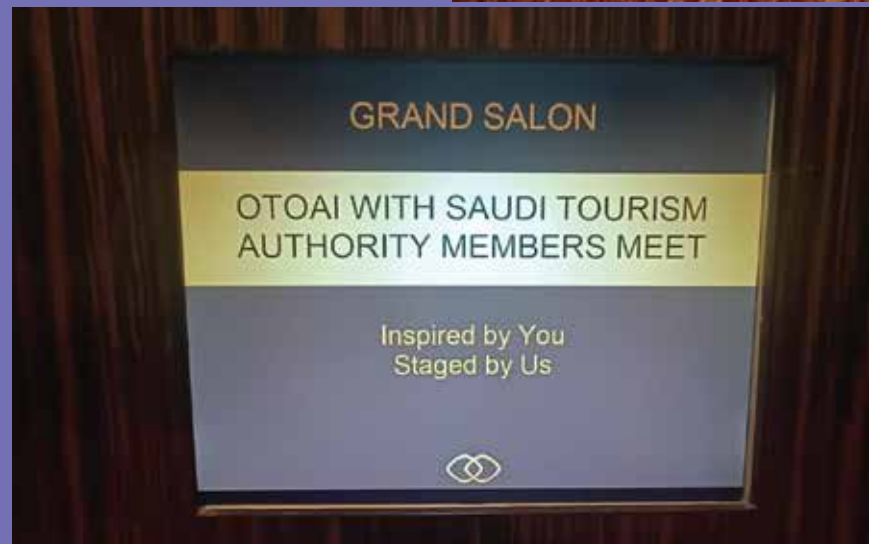 GRAND SALON
OTOAI WITH SAUDI TOURISM
AUTHORITY MEMBERS MEET
Inspired by You
Staged by Us